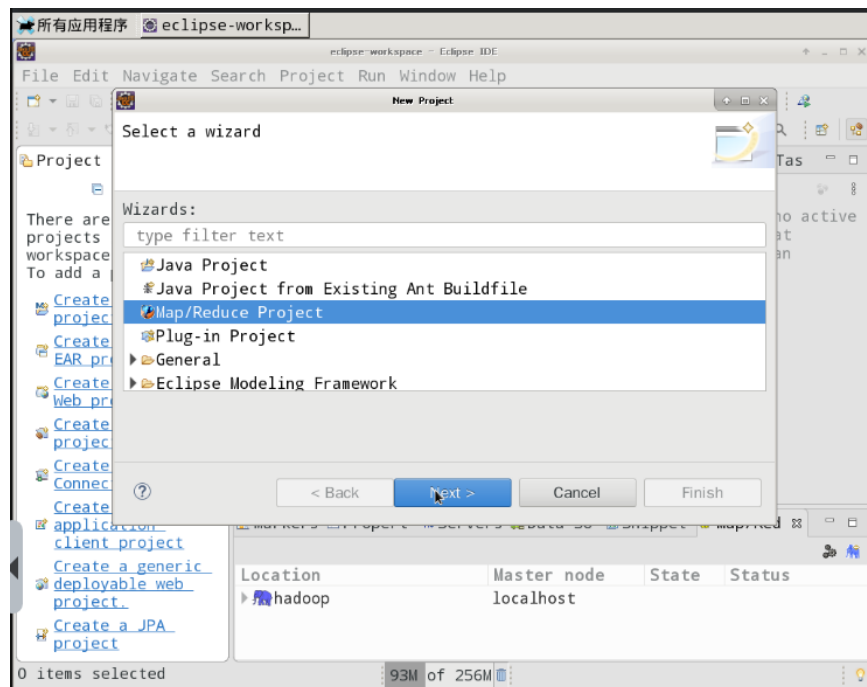 所有应用程序 eclipse-worksp...
eclipse-workspace - Eclipse IDE
File Edit Navigate Search Project Run Window Help
New Project
Select a wizard
Project
Tas
There are
projects
workspace
To add a
no active
at
an
Wizards:
type filter text
Java Project
Java Project from Existing Ant Buildfile
Map/Reduce Project
Plug-in Project
General
Eclipse Modeling Framework
Create
projec
Create
EAR pr
Create
Web pr
Create
projec
Create
Connec
Create
application
client project
Create a generic
deployable web
project.
Create a JPA
project
< Back
Next >
Cancel
Finish
Location
Master node
State
Status
hadoop
localhost
0 items selected
93M of 256M